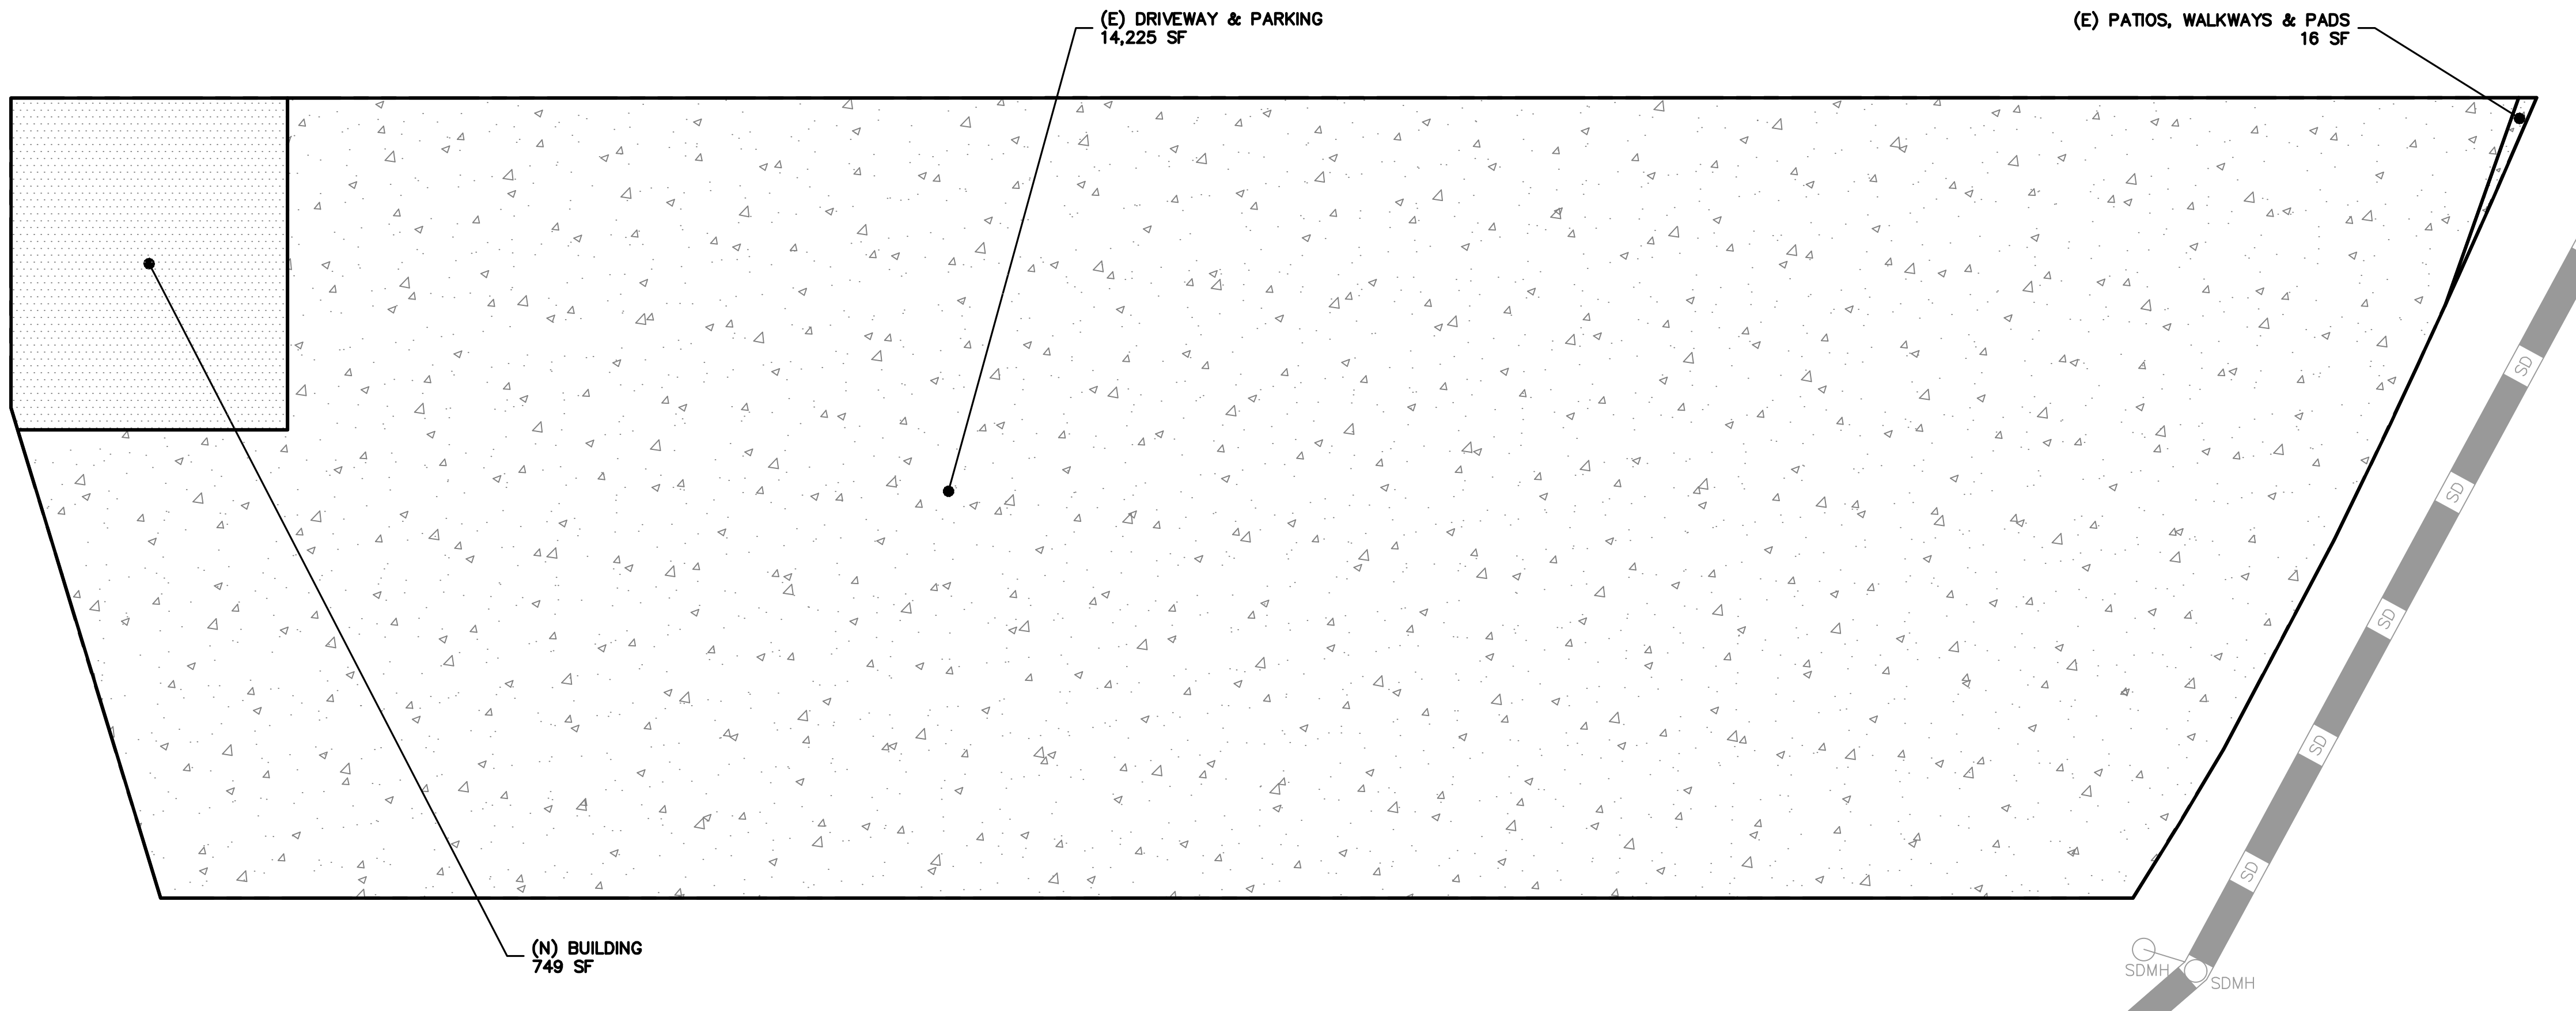 (E) DRIVEWAY & PARKING
14,225 SF
(E) PATIOS, WALKWAYS & PADS
16 SF
SD
SD
SD
SD
SD
(N) BUILDING
749 SF
SDMH
SDMH